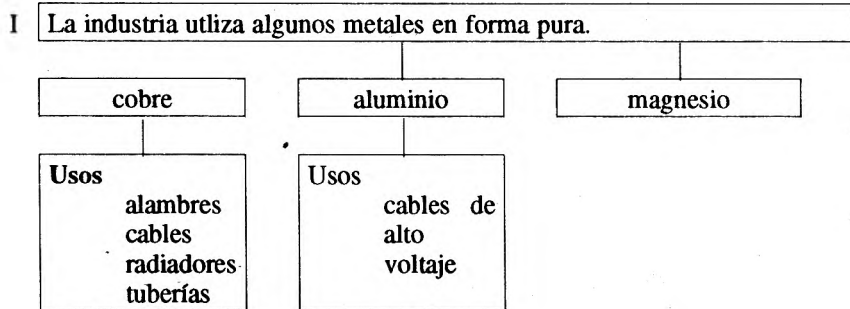 I La industria utliza algunos metales en forma pura.
cobre aluminio magnesio
Usos
alambres
cables
radiadores
tuberías
Usos
cables de
alto
voltaje